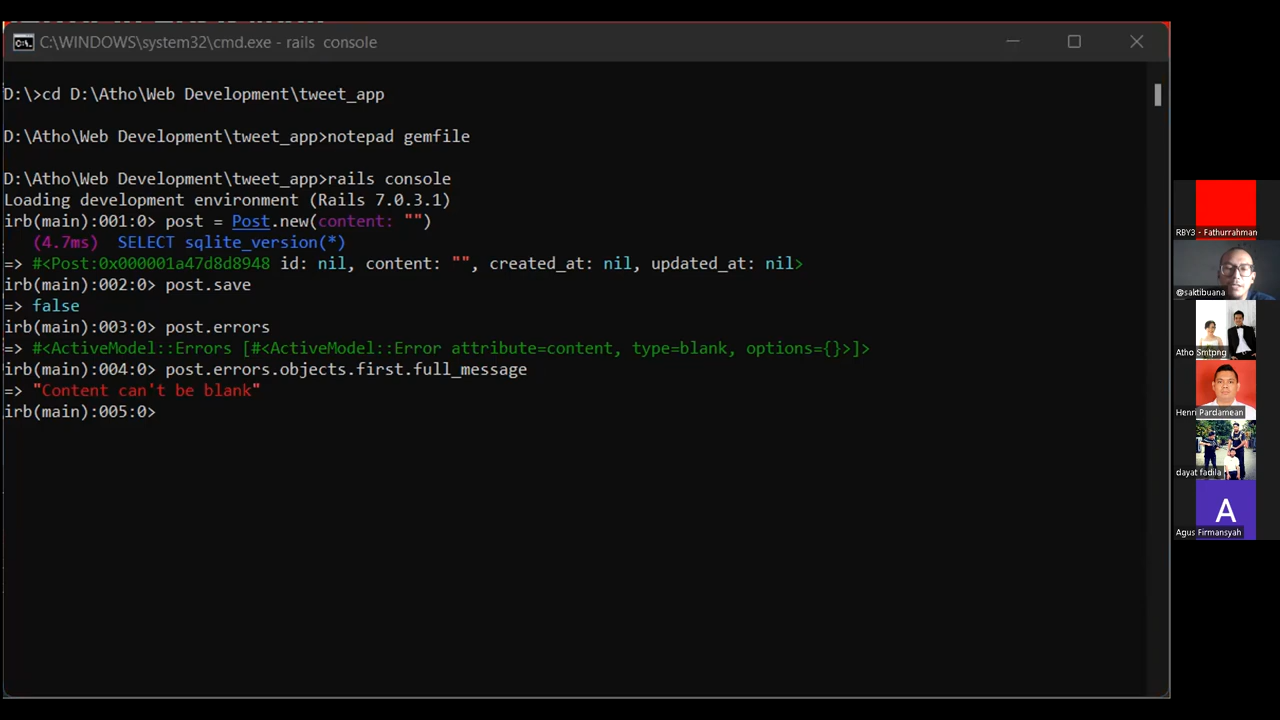 C:\WINDOWS\system32\cmd.exe - rails  console
D:\>cd D:\Atho\Web Development\tweet_app
D:\Atho\Web Development\tweet_app>notepad gemfile
D:\Atho\Web Development\tweet_app>rails console
Loading development environment (Rails 7.0.3.1)
irb(main):001:0> post = Post.new(content: "")
   (4.7ms)  SELECT sqlite_version(*)
=> #<Post:0x000001a47d8d8948 id: nil, content: "", created_at: nil, updated_at: nil>
irb(main):002:0> post.save
=> false
irb(main):003:0> post.errors
=> #<ActiveModel::Errors [#<ActiveModel::Error attribute=content, type=blank, options={}>]>
irb(main):004:0> post.errors.objects.first.full_message
=> "Content can't be blank"
irb(main):005:0>
RBY3 - Fathurrahman
@saktibuana
Atho Smtpng
Henri Pardamean
dayat fadila
A
Agus Firmansyah